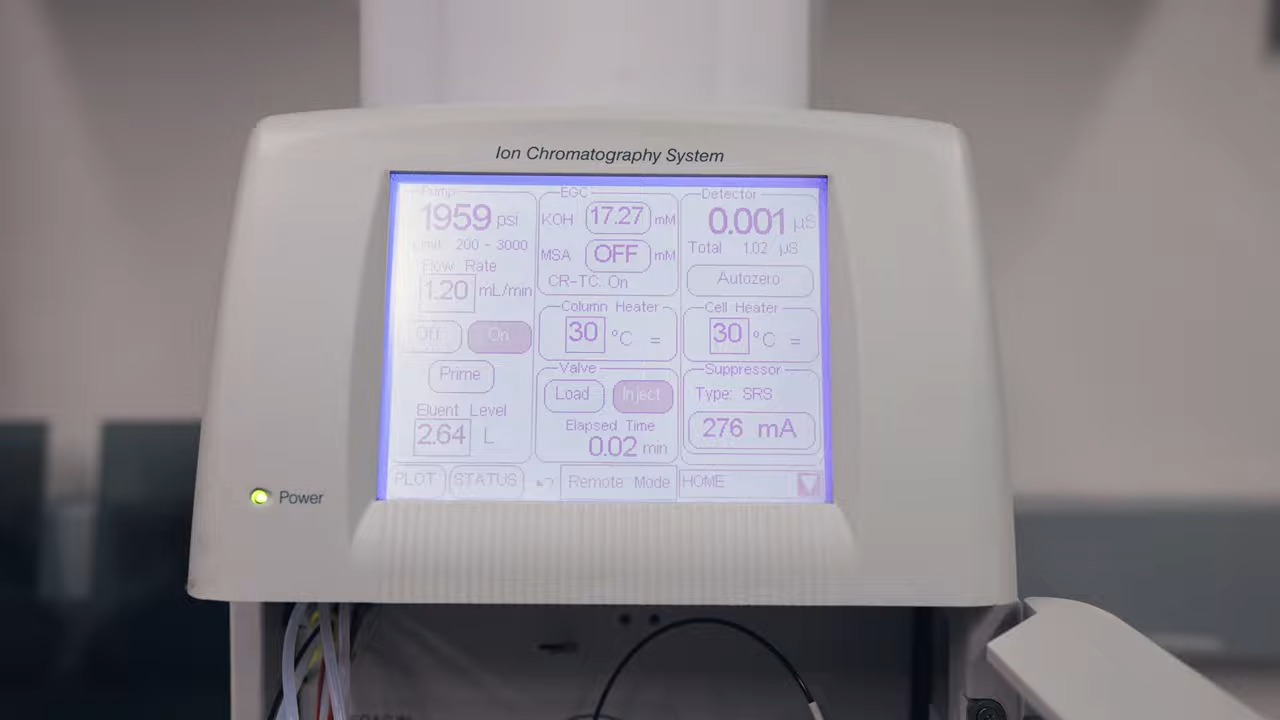 Ion Chromatography System
Pump
1959 psi
Limit 200 - 3000
Flow Rate
1.20 mL/min
Off On
Prime
Eluent Level
2.64 L
EGC
KOH 17.27 mM
MSA OFF mM
CR-TC: On
Column Heater
30 °C =
Valve
Load Inject
Elapsed Time
0.02 min
Detector
0.001 µS
Total 1.02 µS
Autozero
Cell Heater
30 °C =
Suppressor
Type: SRS
276 mA
PLOT STATUS Remote Mode HOME
Power